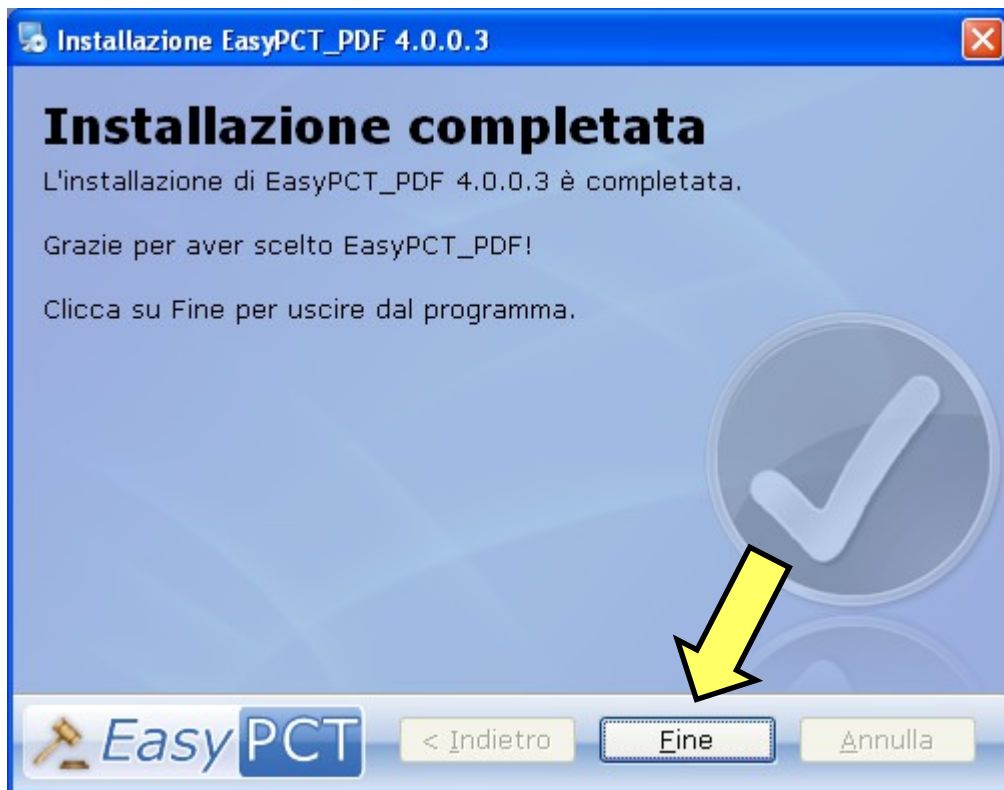 Installazione EasyPCT_PDF 4.0.0.3
Installazione completata
L'installazione di EasyPCT_PDF 4.0.0.3 è completata.
Grazie per aver scelto EasyPCT_PDF!
Clicca su Fine per uscire dal programma.
Easy PCT < Indietro Fine Annulla